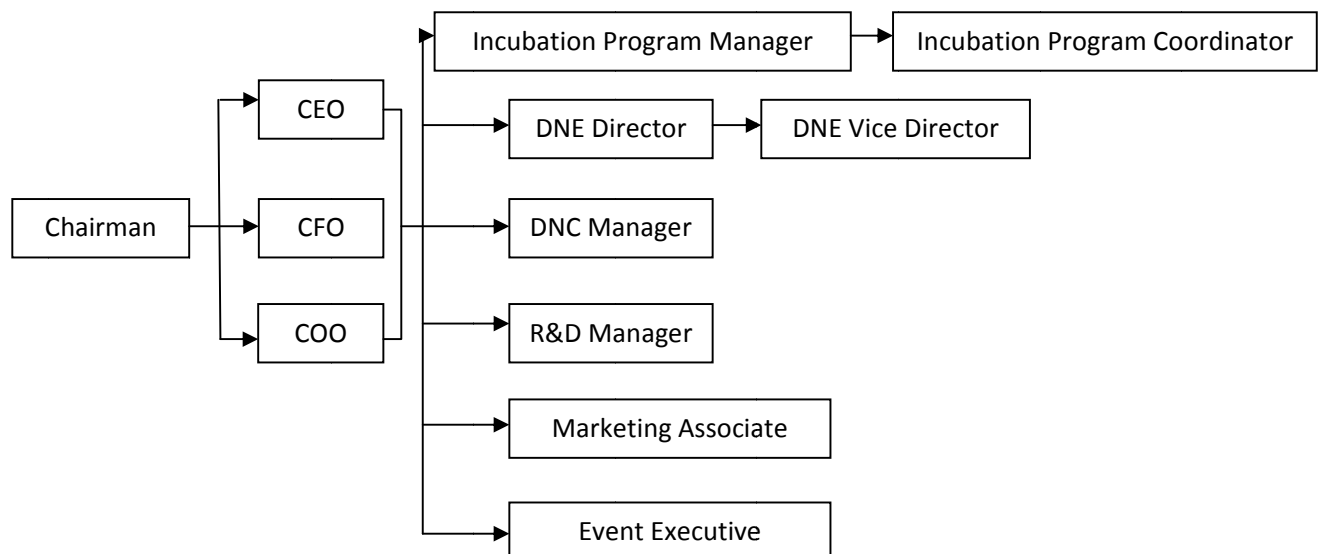 Incubation Program Manager
Incubation Program Coordinator
CEO
DNE Director
DNE Vice Director
Chairman
CFO
DNC Manager
COO
R&D Manager
Marketing Associate
Event Executive